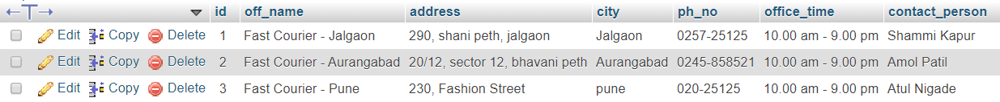 id off_name address city ph_no office_time contact_person
Edit Copy Delete 1 Fast Courier - Jalgaon 290, shani peth, jalgaon Jalgaon 0257-25125 10.00 am - 9.00 pm Shammi Kapur
Edit Copy Delete 2 Fast Courier - Aurangabad 20/12, sector 12, bhavani peth Aurangabad 0245-858521 10.00 am - 9.00 pm Amol Patil
Edit Copy Delete 3 Fast Courier - Pune 230, Fashion Street pune 020-25125 10.00 am - 9.00 pm Atul Nigade